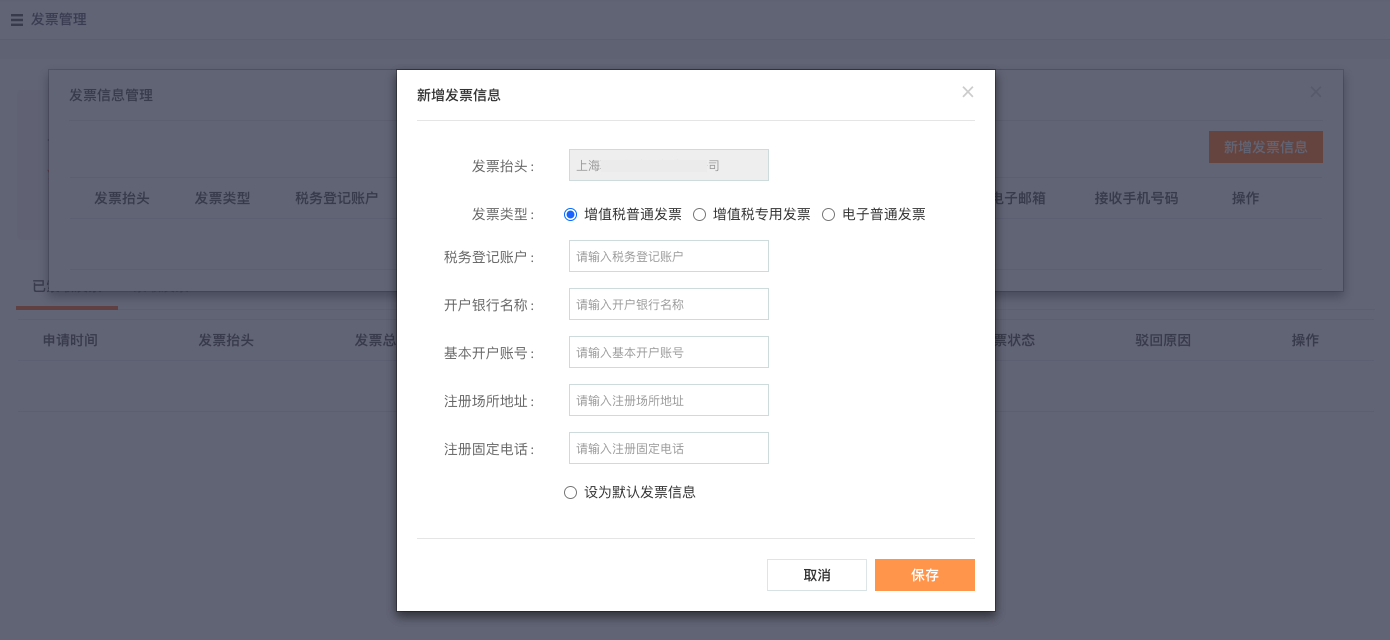 发票管理
发票信息管理
新增发票信息
发票抬头 发票类型 税务登记账户 电子邮箱 接收手机号码 操作
申请时间 发票抬头 发票总 票状态 驳回原因 操作
新增发票信息
发票抬头 : 上海 司
发票类型 : 增值税普通发票 增值税专用发票 电子普通发票
税务登记账户 : 请输入税务登记账户
开户银行名称 : 请输入开户银行名称
基本开户账号 : 请输入基本开户账号
注册场所地址 : 请输入注册场所地址
注册固定电话 : 请输入注册固定电话
设为默认发票信息
取消 保存